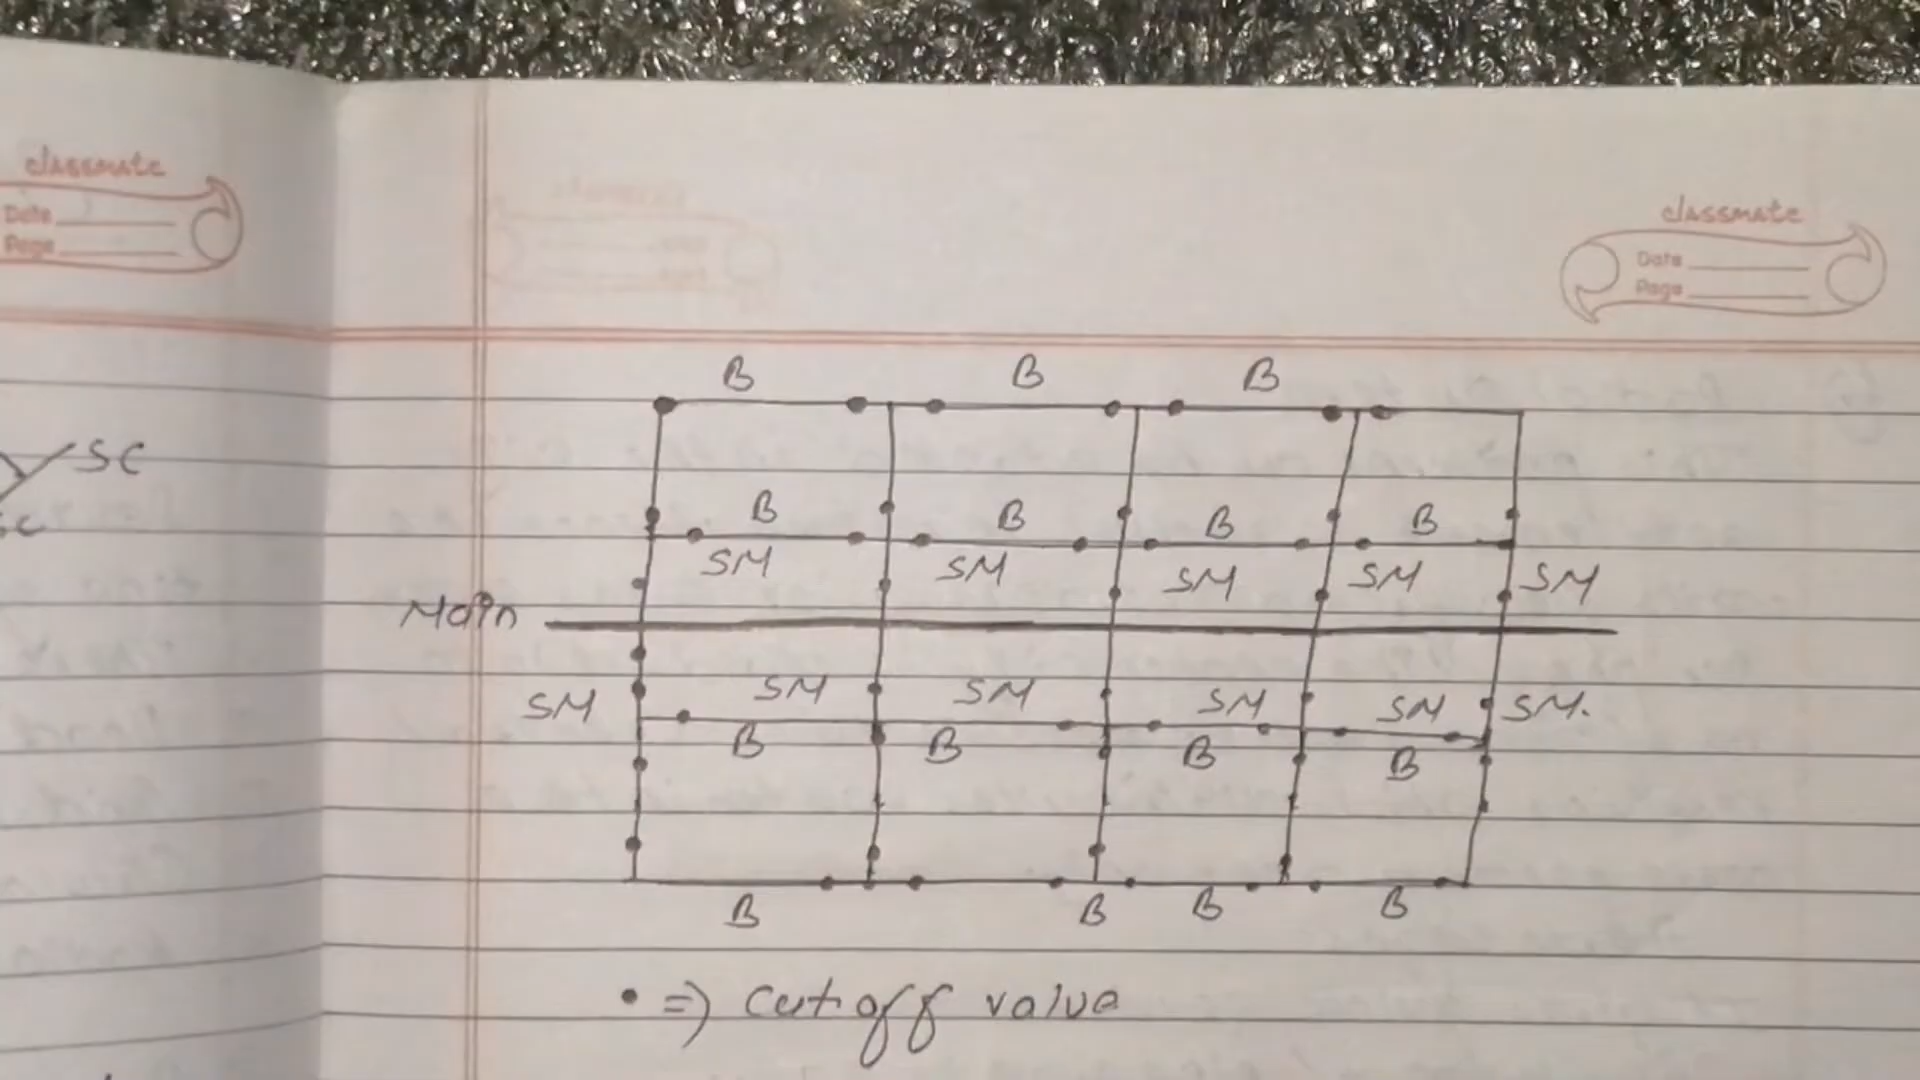 classmate
Date
Page
classmate
Date
Page
B B B
SC
B B B B
SM SM SM SM SM
Main
SM SM SM SM SM SM.
B B B B
B B B B
• => Cut off value